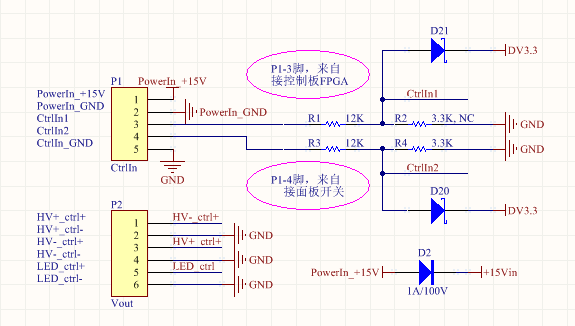 D21
DV3.3
P1-3脚，来自
接控制板FPGA
P1
PowerIn_+15V
PowerIn_+15V
PowerIn_GND
CtrlIn1
CtrlIn2
CtrlIn_GND
1
2
3
4
5
PowerIn_GND
CtrlIn1
R1
12K
R2
3.3K, NC
GND
R3
12K
R4
3.3K
GND
CtrlIn
GND
P1-4脚，来自
接面板开关
CtrlIn2
D20
DV3.3
P2
HV+_ctrl+
HV+_ctrl-
HV-_ctrl+
HV-_ctrl-
LED_ctrl+
LED_ctrl-
1
2
3
4
5
6
HV-_ctrl+
GND
HV+_ctrl+
GND
LED_ctrl
GND
Vout
D2
PowerIn_+15V
+15Vin
1A/100V